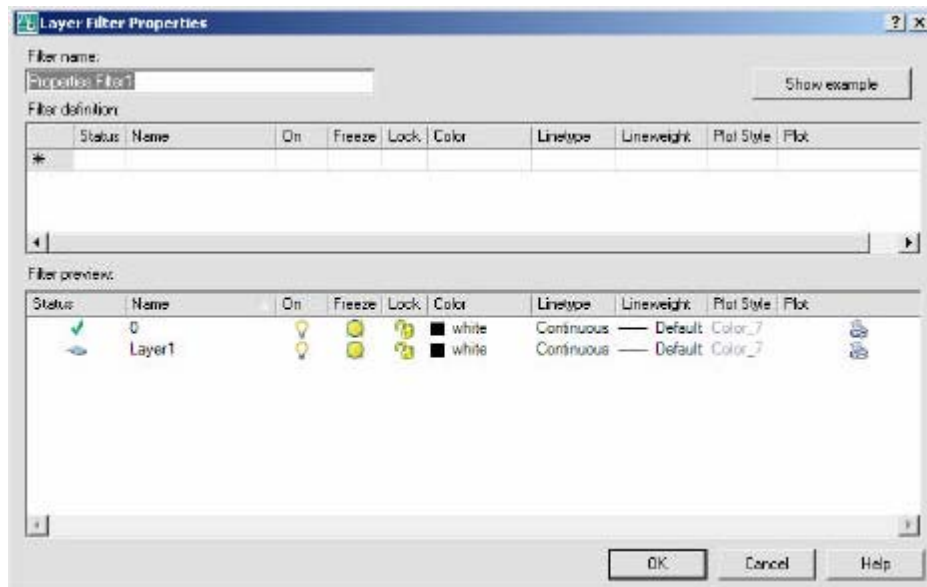 Layer Filter Properties
Filter name:
Properties Filter1
Show example
Filter definition:
Status Name On Freeze Lock Color Linetype Lineweight Plot Style Plot
*
Filter preview:
Status Name On Freeze Lock Color Linetype Lineweight Plot Style Plot
0 white Continuous Default Color_7
Layer1 white Continuous Default Color_7
OK Cancel Help